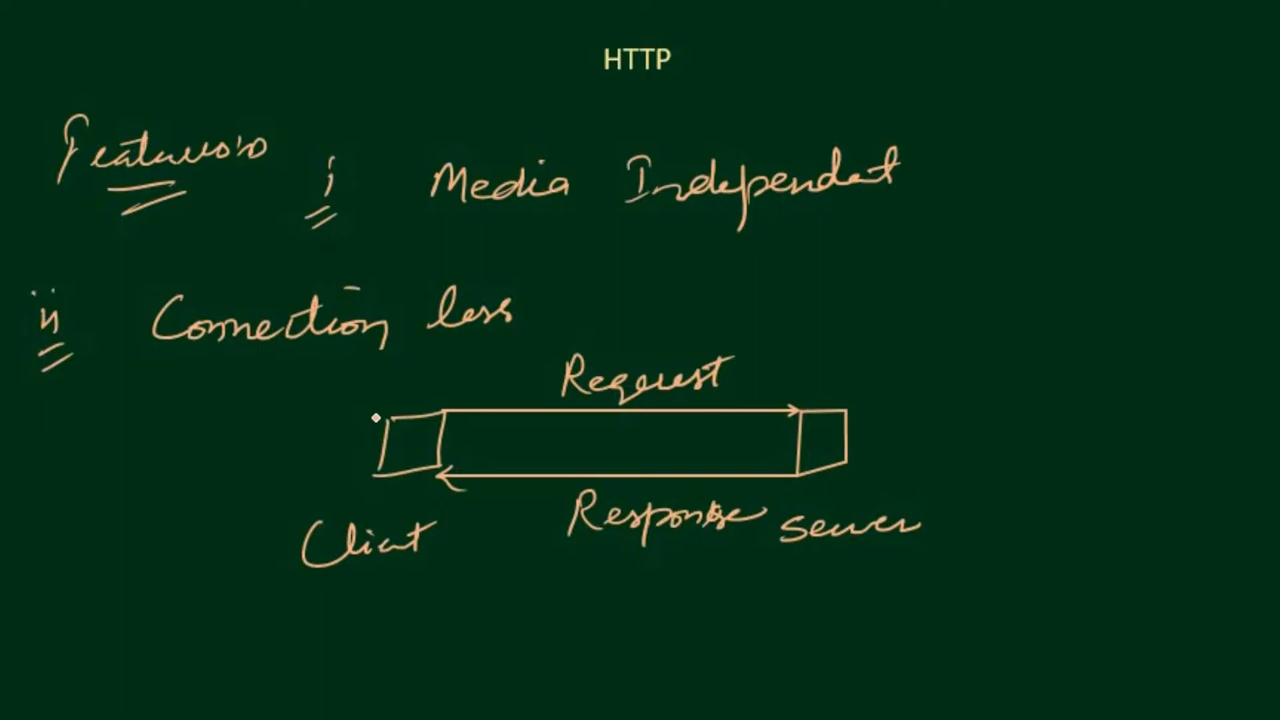 HTTP
Features:
i Media Independent
ii Connection less
Request
Response
Client
Server